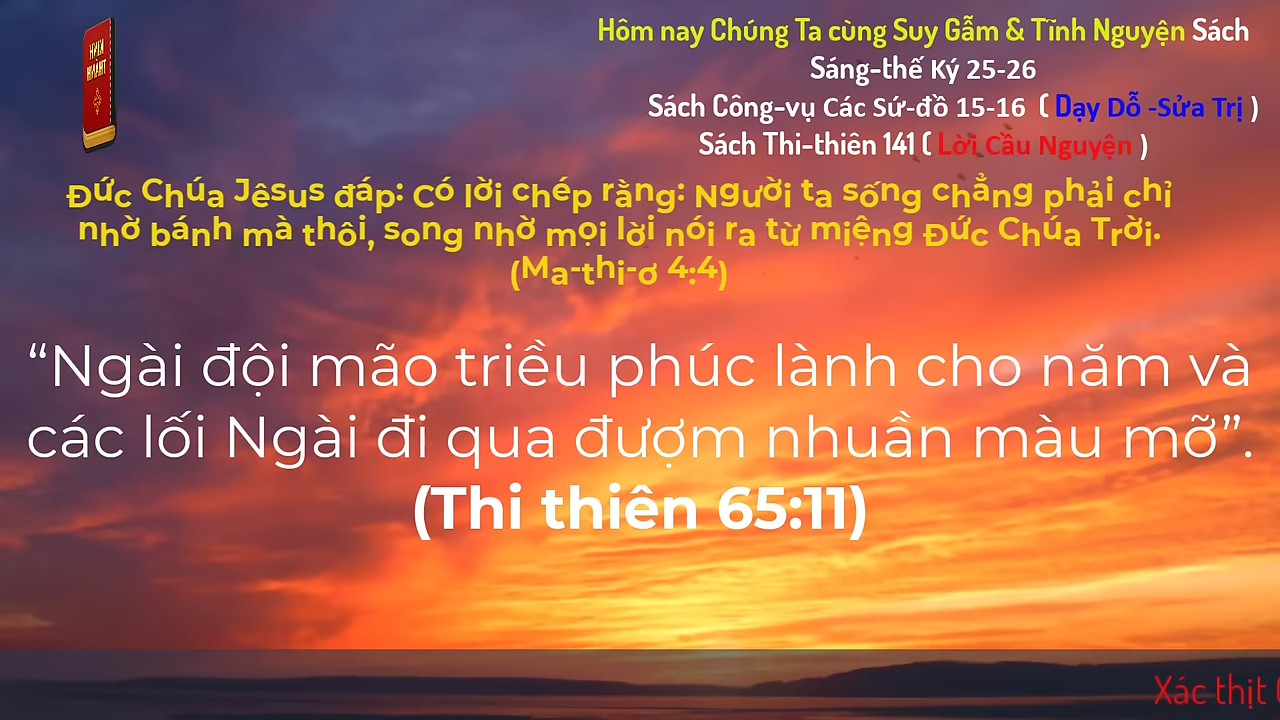 KINH
THÁNH
Hôm nay Chúng Ta cùng Suy Gẫm & Tĩnh Nguyện Sách
Sáng-thế Ký 25-26
Sách Công-vụ Các Sứ-đồ 15-16 ( Dạy Dỗ -Sửa Trị )
Sách Thi-thiên 141 ( Lời Cầu Nguyện )
Đức Chúa Jêsus đáp: Có lời chép rằng: Người ta sống chẳng phải chỉ
nhờ bánh mà thôi, song nhờ mọi lời nói ra từ miệng Đức Chúa Trời.
(Ma-thi-ơ 4:4)
“Ngài đội mão triều phúc lành cho năm và
các lối Ngài đi qua đượm nhuần màu mỡ”.
(Thi thiên 65:11)
Xác thịt